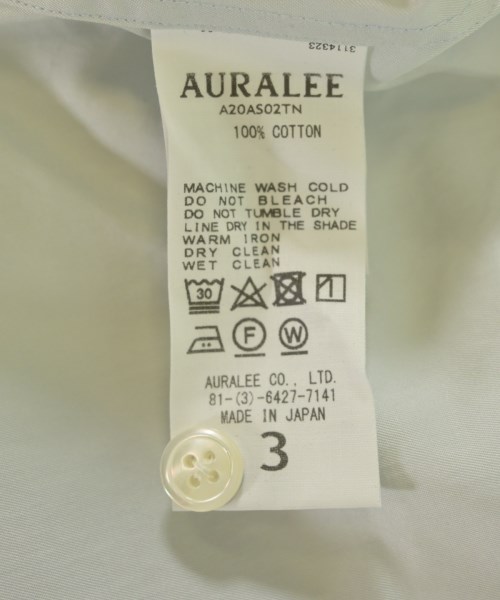 3114323
AURALEE
A20AS02TN
100% COTTON
MACHINE WASH COLD
DO NOT BLEACH
DO NOT TUMBLE DRY
LINE DRY IN THE SHADE
WARM IRON
DRY CLEAN
WET CLEAN
30
F W
AURALEE CO., LTD.
81-(3)-6427-7141
MADE IN JAPAN
3